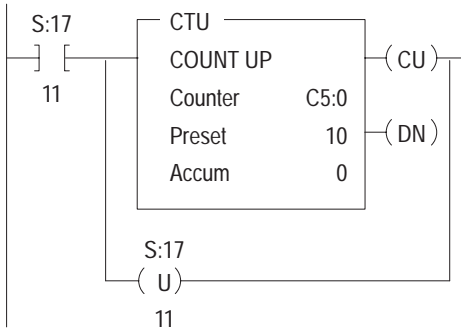 S:17
11
CTU
COUNT UP
Counter C5:0
Preset 10
Accum 0
CU
DN
S:17
U
11